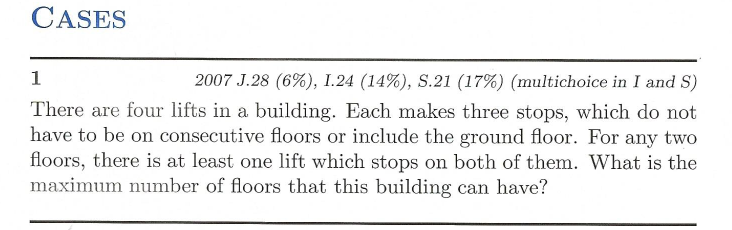 CASES
1 2007 J.28 (6%), I.24 (14%), S.21 (17%) (multichoice in I and S)
There are four lifts in a building. Each makes three stops, which do not
have to be on consecutive floors or include the ground floor. For any two
floors, there is at least one lift which stops on both of them. What is the
maximum number of floors that this building can have?